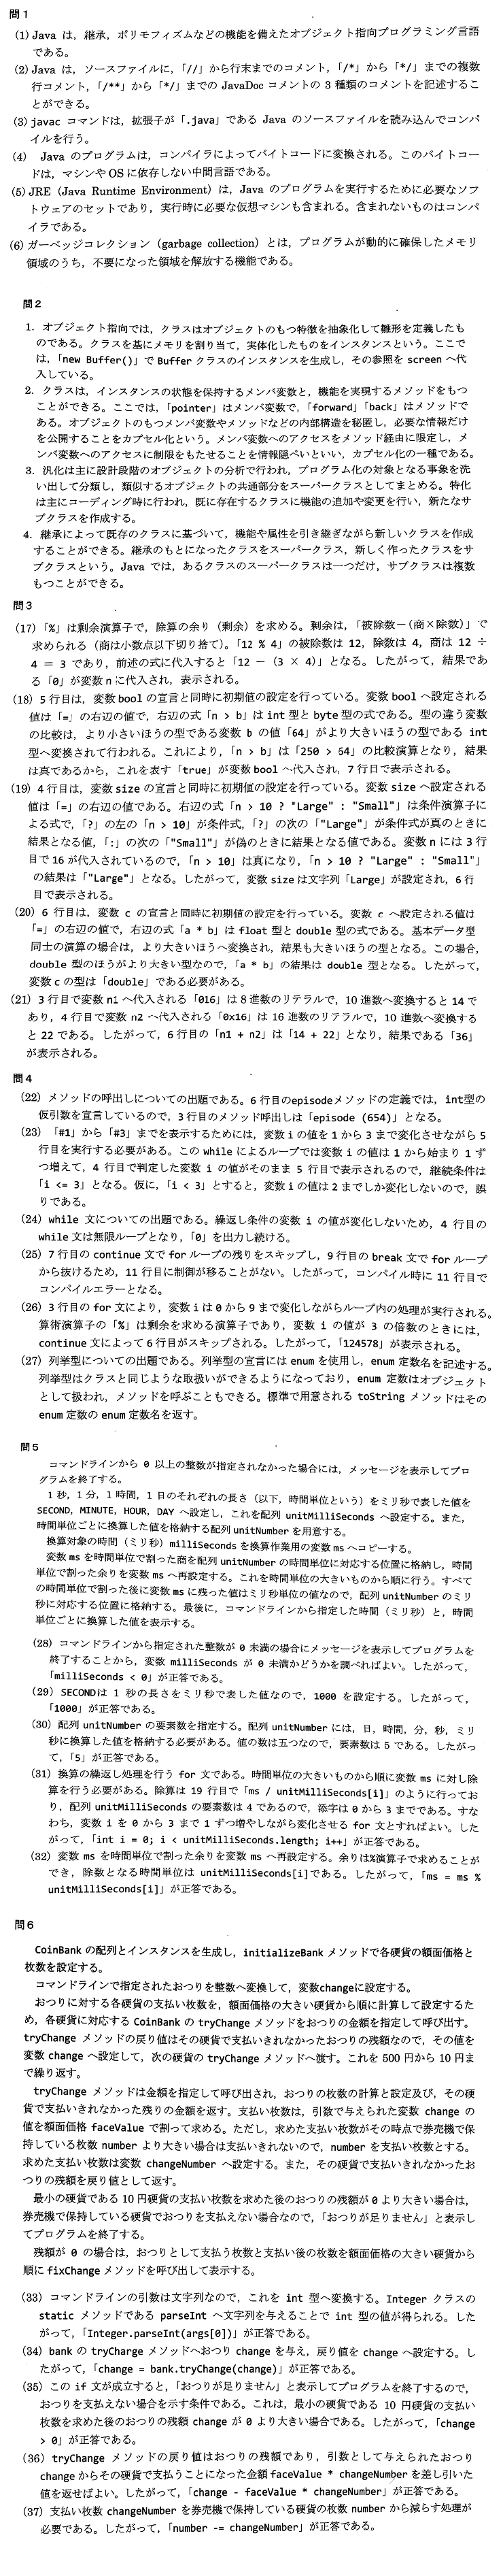 問1
(1) Java は，継承，ポリモフィズムなどの機能を備えたオブジェクト指向プログラミング言語
である。
(2) Java は，ソースファイルに，「//」から行末までのコメント，「/*」から「*/」までの複数
行コメント，「/**」から「*/」までの JavaDoc コメントの 3 種類のコメントを記述するこ
とができる。
(3) javac コマンドは，拡張子が「.java」である Java のソースファイルを読み込んでコンパ
イルを行う。
(4) Java のプログラムは，コンパイラによってバイトコードに変換される。このバイトコー
ドは，マシンや OS に依存しない中間言語である。
(5) JRE（Java Runtime Environment）は，Java のプログラムを実行するために必要なソフ
トウェアのセットであり，実行時に必要な仮想マシンも含まれる。含まれないものはコンパ
イラである。
(6) ガーベッジコレクション（garbage collection）とは，プログラムが動的に確保したメモリ
領域のうち，不要になった領域を解放する機能である。
問2
1. オブジェクト指向では，クラスはオブジェクトのもつ特徴を抽象化して雛形を定義したも
のである。クラスを基にメモリを割り当て，実体化したものをインスタンスという。ここで
は，「new Buffer()」で Buffer クラスのインスタンスを生成し，その参照を screen へ代
入している。
2. クラスは，インスタンスの状態を保持するメンバ変数と，機能を実現するメソッドをもつ
ことができる。ここでは，「pointer」はメンバ変数で，「forward」「back」はメソッドで
ある。オブジェクトのもつメンバ変数やメソッドなどの内部構造を秘匿し，必要な情報だけ
を公開することをカプセル化という。メンバ変数へのアクセスをメソッド経由に限定し，メ
ンバ変数へのアクセスに制限をもたせることを情報隠ぺいといい，カプセル化の一種である。
3. 汎化は主に設計段階のオブジェクトの分析で行われ，プログラム化の対象となる事象を洗
い出して分類し，類似するオブジェクトの共通部分をスーパークラスとしてまとめる。特化
は主にコーディング時に行われ，既に存在するクラスに機能の追加や変更を行い，新たなサ
ブクラスを作成する。
4. 継承によって既存のクラスに基づいて，機能や属性を引き継ぎながら新しいクラスを作成
することができる。継承のもとになったクラスをスーパークラス，新しく作ったクラスをサ
ブクラスという。Java では，あるクラスのスーパークラスは一つだけ，サブクラスは複数
もつことができる。
問3
(17) 「%」は剰余演算子で，除算の余り（剰余）を求める。剰余は，「被除数－(商×除数)」で
求められる（商は小数点以下切り捨て）。「12 % 4」の被除数は 12，除数は 4，商は 12 ÷
4 = 3 であり，前述の式に代入すると「12 － (3 × 4)」となる。したがって，結果であ
る「0」が変数 n に代入され，表示される。
(18) 5 行目は，変数 bool の宣言と同時に初期値の設定を行っている。変数 bool へ設定される
値は「=」の右辺の値で，右辺の式「n > b」は int 型と byte 型の式である。型の違う変数
の比較は，より小さいほうの型である変数 b の値「64」がより大きいほうの型である int
型へ変換されて行われる。これにより，「n > b」は「250 > 64」の比較演算となり，結果
は真であるから，これを表す「true」が変数 bool へ代入され，7 行目で表示される。
(19) 4 行目は，変数 size の宣言と同時に初期値の設定を行っている。変数 size へ設定される
値は「=」の右辺の値である。右辺の式「n > 10 ? "Large" : "Small"」は条件演算子に
よる式で，「?」の左の「n > 10」が条件式，「?」の次の「"Large"」が条件式が真のときに
結果となる値，「:」の次の「"Small"」が偽のときに結果となる値である。変数 n には 3 行
目で 16 が代入されているので，「n > 10」は真になり，「n > 10 ? "Large" : "Small"」
の結果は「"Large"」となる。したがって，変数 size は文字列「Large」が設定され，6 行
目で表示される。
(20) 6 行目は，変数 c の宣言と同時に初期値の設定を行っている。変数 c へ設定される値は
「=」の右辺の値で，右辺の式「a * b」は float 型と double 型の式である。基本データ型
同士の演算の場合は，より大きいほうへ変換され，結果も大きいほうの型となる。この場合，
double 型のほうがより大きい型なので，「a * b」の結果は double 型となる。したがって，
変数 c の型は「double」である必要がある。
(21) 3 行目で変数 n1 へ代入される「016」は 8 進数のリテラルで，10 進数へ変換すると 14 で
あり，4 行目で変数 n2 へ代入される「0x16」は 16 進数のリテラルで，10 進数へ変換する
と 22 である。したがって，6 行目の「n1 + n2」は「14 + 22」となり，結果である「36」
が表示される。
問4
(22) メソッドの呼出しについての出題である。6 行目のepisodeメソッドの定義では，int型の
仮引数を宣言しているので，3 行目のメソッド呼出しは「episode (654)」となる。
(23) 「#1」から「#3」までを表示するためには，変数 i の値を 1 から 3 まで変化させながら 5
行目を実行する必要がある。この while によるループでは変数 i の値は 1 から始まり 1 ず
つ増えて，4 行目で判定した変数 i の値がそのまま 5 行目で表示されるので，継続条件は
「i <= 3」となる。仮に，「i < 3」とすると，変数 i の値は 2 までしか変化しないので，誤
りである。
(24) while 文についての出題である。繰返し条件の変数 i の値が変化しないため，4 行目の
while 文は無限ループとなり，「0」を出力し続ける。
(25) 7 行目の continue 文で for ループの残りをスキップし，9 行目の break 文で for ループ
から抜けるため，11 行目に制御が移ることがない。したがって，コンパイル時に 11 行目で
コンパイルエラーとなる。
(26) 3 行目の for 文により，変数 i は 0 から 9 まで変化しながらループ内の処理が実行される。
算術演算子の「%」は剰余を求める演算子であり，変数 i の値が 3 の倍数のときには，
continue 文によって 6 行目がスキップされる。したがって，「124578」が表示される。
(27) 列挙型についての出題である。列挙型の宣言には enum を使用し，enum 定数名を記述する。
列挙型はクラスと同じような取扱いができるようになっており，enum 定数はオブジェクト
として扱われ，メソッドを呼ぶこともできる。標準で用意される toString メソッドはその
enum 定数の enum 定数名を返す。
問5
コマンドラインから 0 以上の整数が指定されなかった場合には，メッセージを表示してプロ
グラムを終了する。
1 秒，1 分，1 時間，1 日のそれぞれの長さ（以下，時間単位という）をミリ秒で表した値を
SECOND, MINUTE, HOUR, DAY へ設定し，これを配列 unitMilliSeconds へ設定する。また，
時間単位ごとに換算した値を格納する配列 unitNumber を用意する。
換算対象の時間（ミリ秒）milliSeconds を換算作業用の変数 ms へコピーする。
変数 ms を時間単位で割った商を配列 unitNumber の時間単位に対応する位置に格納し，時間
単位で割った余りを変数 ms へ再設定する。これを時間単位の大きいものから順に行う。すべて
の時間単位で割った後に変数 ms に残った値はミリ秒単位の値なので，配列 unitNumber のミリ
秒に対応する位置に格納する。最後に，コマンドラインから指定した時間（ミリ秒）と，時間
単位ごとに換算した値を表示する。
(28) コマンドラインから指定された整数が 0 未満の場合にメッセージを表示してプログラムを
終了することから，変数 milliSeconds が 0 未満かどうかを調べればよい。したがって，
「milliSeconds < 0」が正答である。
(29) SECONDは 1 秒の長さをミリ秒で表した値なので，1000 を設定する。したがって，
「1000」が正答である。
(30) 配列 unitNumber の要素数を指定する。配列 unitNumber には，日，時間，分，秒，ミリ
秒に換算した値を格納する必要がある。値の数は五つなので，要素数は 5 である。したがっ
て，「5」が正答である。
(31) 換算の繰返し処理を行う for 文である。時間単位の大きいものから順に変数 ms に対し除
算を行う必要がある。除算は 19 行目で「ms / unitMilliSeconds[i]」のように行ってお
り，配列 unitMilliSeconds の要素数は 4 であるので，添字は 0 から 3 までである。すな
わち，変数 i を 0 から 3 まで 1 ずつ増やしながら変化させる for 文とすればよい。した
がって，「int i = 0; i < unitMilliSeconds.length; i++」が正答である。
(32) 変数 ms を時間単位で割った余りを変数 ms へ再設定する。余りは%演算子で求めることが
でき，除数となる時間単位は unitMilliSeconds[i]である。したがって，「ms = ms %
unitMilliSeconds[i]」が正答である。
問6
CoinBank の配列とインスタンスを生成し，initializeBank メソッドで各硬貨の額面価格と
枚数を設定する。
コマンドラインで指定されたおつりを整数へ変換して，変数changeに設定する。
おつりに対する各硬貨の支払い枚数を，額面価格の大きい硬貨から順に計算して設定するた
め，各硬貨に対応する CoinBank の tryChange メソッドをおつりの金額を指定して呼び出す。
tryChange メソッドの戻り値はその硬貨で支払いきれなかったおつりの残額なので，その値を
変数 change へ設定して，次の硬貨の tryChange メソッドへ渡す。これを 500 円から 10 円ま
で繰り返す。
tryChange メソッドは金額を指定して呼び出され，おつりの枚数の計算と設定及び，その硬
貨で支払いきれなかった残りの金額を返す。支払い枚数は，引数で与えられた変数 change の
値を額面価格 faceValue で割って求める。ただし，求めた支払い枚数がその時点で券売機で保
持している枚数 number より大きい場合は支払いきれないので，number を支払い枚数とする。
求めた支払い枚数は変数 changeNumber へ設定する。また，その硬貨で支払いきれなかったお
つりの残額を戻り値として返す。
最小の硬貨である 10 円硬貨の支払い枚数を求めた後のおつりの残額が 0 より大きい場合は，
券売機で保持している硬貨でおつりを支払えない場合なので，「おつりが足りません」と表示し
てプログラムを終了する。
残額が 0 の場合は，おつりとして支払う枚数と支払い後の枚数を額面価格の大きい硬貨から
順に fixChange メソッドを呼び出して表示する。
(33) コマンドラインの引数は文字列なので，これを int 型へ変換する。Integer クラスの
static メソッドである parseInt へ文字列を与えることで int 型の値が得られる。した
がって，「Integer.parseInt(args[0])」が正答である。
(34) bank の tryCharge メソッドへおつり change を与え，戻り値を change へ設定する。し
たがって，「change = bank.tryChange(change)」が正答である。
(35) この if 文が成立すると，「おつりが足りません」と表示してプログラムを終了するので，
おつりを支払えない場合を示す条件である。これは，最小の硬貨である 10 円硬貨の支払い
枚数を求めた後のおつりの残額 change が 0 より大きい場合である。したがって，「change
> 0」が正答である。
(36) tryChange メソッドの戻り値はおつりの残額であり，引数として与えられたおつり
change からその硬貨で支払うことになった金額 faceValue * changeNumber を差し引いた
値を返せばよい。したがって，「change - faceValue * changeNumber」が正答である。
(37) 支払い枚数 changeNumber を券売機で保持している硬貨の枚数 number から減らす処理が
必要である。したがって，「number -= changeNumber」が正答である。